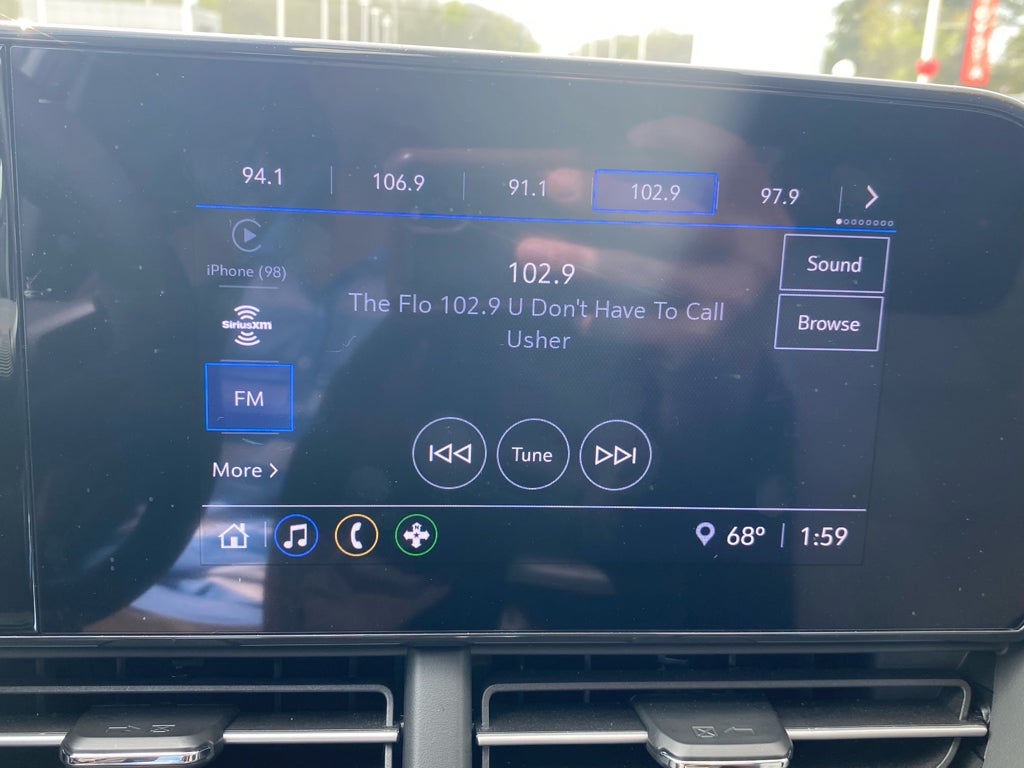 94.1
106.9
91.1
102.9
97.9
iPhone (98)
SiriusXM
FM
More
102.9
The Flo 102.9 U Don't Have To Call
Usher
Sound
Browse
Tune
N
68°
1:59